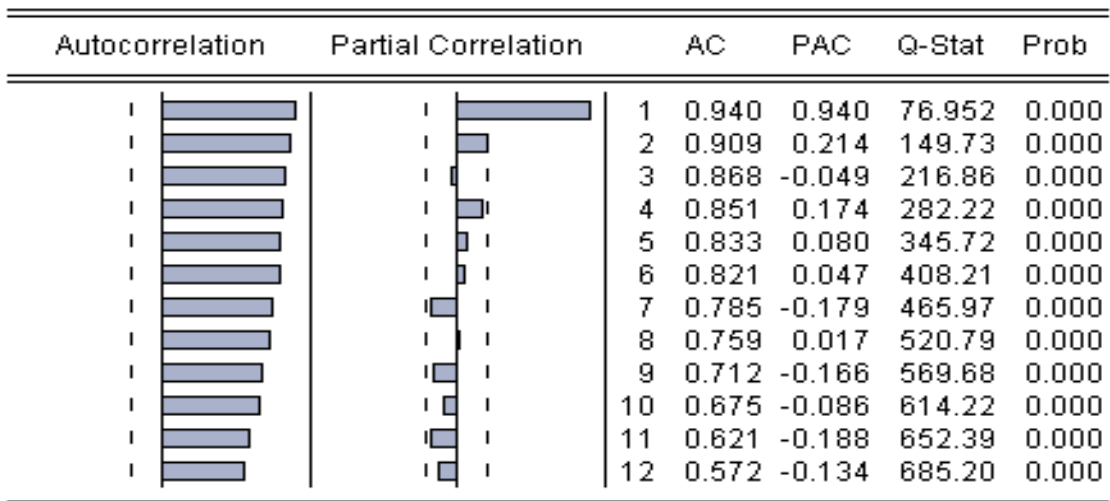 Autocorrelation Partial Correlation AC PAC Q-Stat Prob
1 0.940 0.940 76.952 0.000
2 0.909 0.214 149.73 0.000
3 0.868 -0.049 216.86 0.000
4 0.851 0.174 282.22 0.000
5 0.833 0.080 345.72 0.000
6 0.821 0.047 408.21 0.000
7 0.785 -0.179 465.97 0.000
8 0.759 0.017 520.79 0.000
9 0.712 -0.166 569.68 0.000
10 0.675 -0.086 614.22 0.000
11 0.621 -0.188 652.39 0.000
12 0.572 -0.134 685.20 0.000